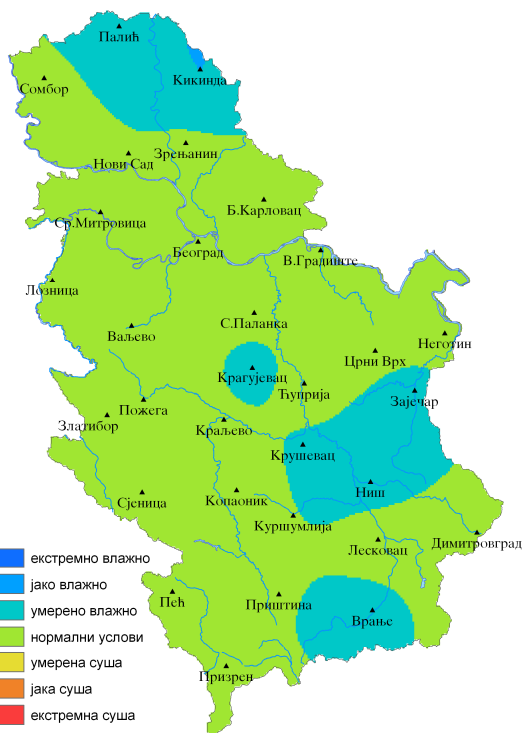 Палић
Кикинда
Сомбор
Зрењанин
Нови Сад
Б.Карловац
Ср.Митровица
Београд
В.Градиште
Лозница
С.Паланка
Ваљево
Неготин
Црни Врх
Крагујевац
Ћуприја
Зајечар
Пожега
Златибор
Краљево
Крушевац
Ниш
Сјеница
Копаоник
Куршумлија
Димитровград
Лесковац
Пећ
Приштина
Врање
Призрен
екстремно влажно
јако влажно
умерено влажно
нормални услови
умерена суша
јака суша
екстремна суша